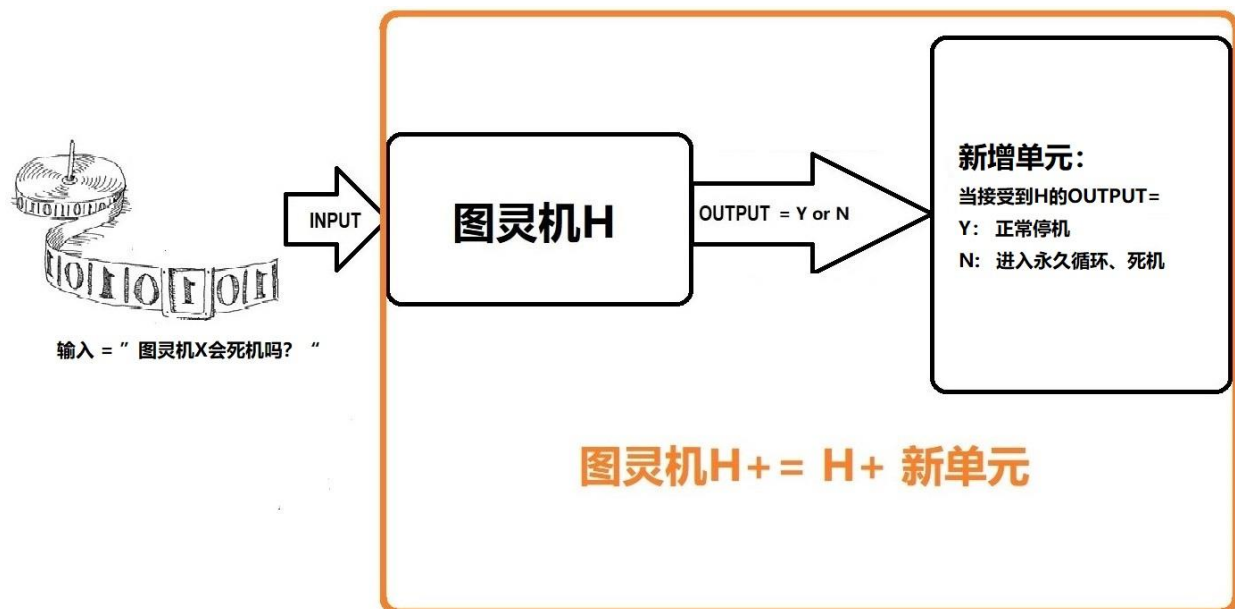 输入 = ”图灵机X会死机吗? “
INPUT
图灵机H
OUTPUT = Y or N
新增单元:
当接受到H的OUTPUT=
Y: 正常停机
N: 进入永久循环、死机
图灵机H+= H+ 新单元